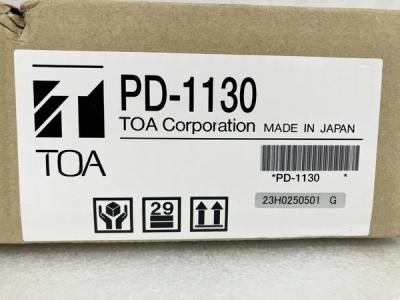 PD-1130
TOA Corporation MADE IN JAPAN
TOA
*PD-1130 *
23H0250501 G
29